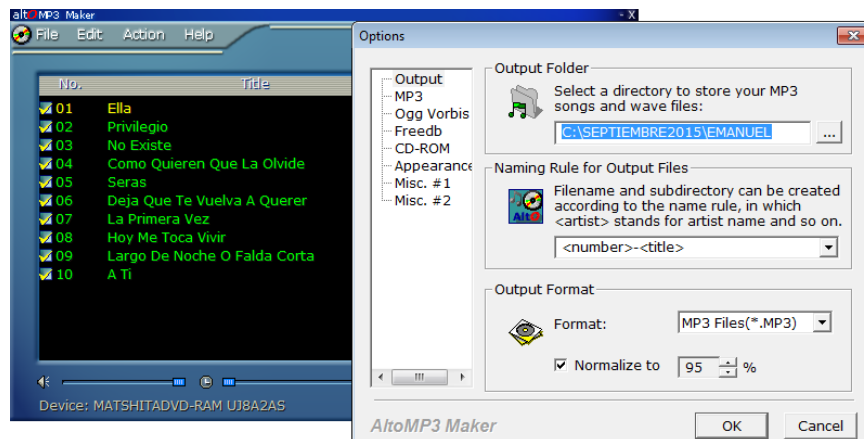 altO MP3 Maker
- X
File Edit Action Help
No. Title
01 Ella
02 Privilegio
03 No Existe
04 Como Quieren Que La Olvide
05 Seras
06 Deja Que Te Vuelva A Querer
07 La Primera Vez
08 Hoy Me Toca Vivir
09 Largo De Noche O Falda Corta
10 A Ti
Device: MATSHITADVD-RAM UJ8A2AS
Options
Output
MP3
Ogg Vorbis
Freedb
CD-ROM
Appearance
Misc. #1
Misc. #2
Output Folder
Select a directory to store your MP3
songs and wave files:
C:\SEPTIEMBRE2015\EMANUEL
...
Naming Rule for Output Files
AltO
Filename and subdirectory can be created
according to the name rule, in which
<artist> stands for artist name and so on.
<number>-<title>
Output Format
Format: MP3 Files(*.MP3)
Normalize to 95 %
AltoMP3 Maker
OK Cancel